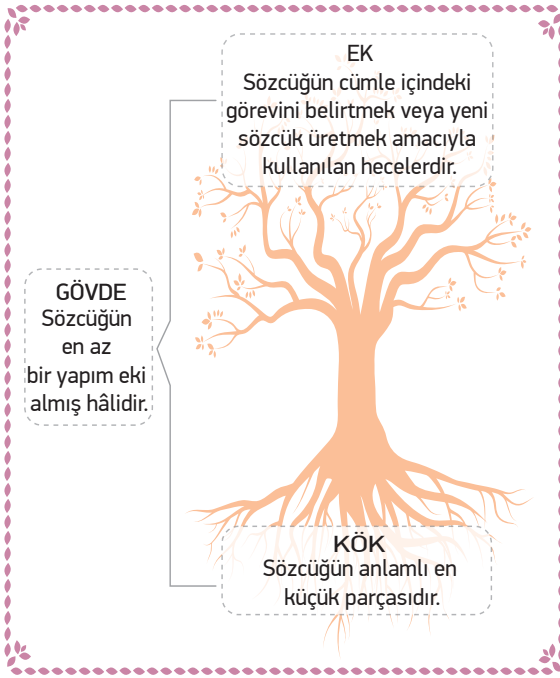 EK
Sözcüğün cümle içindeki
görevini belirtmek veya yeni
sözcük üretmek amacıyla
kullanılan hecelerdir.
GÖVDE
Sözcüğün
en az
bir yapım eki
almış hâlidir.
KÖK
Sözcüğün anlamlı en
küçük parçasıdır.